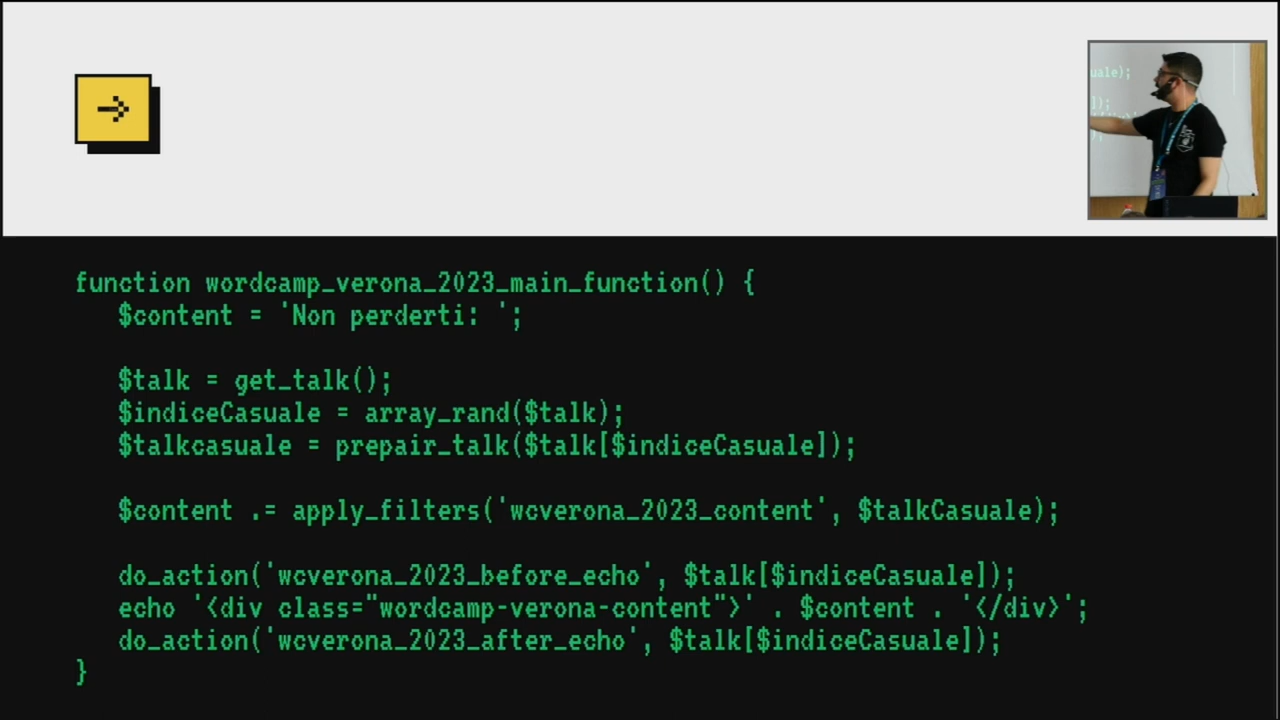 function wordcamp_verona_2023_main_function() {
$content = 'Non perderti: ';
$talk = get_talk();
$indiceCasuale = array_rand($talk);
$talkcasuale = prepair_talk($talk[$indiceCasuale]);
$content .= apply_filters('wcverona_2023_content', $talkCasuale);
do_action('wcverona_2023_before_echo', $talk[$indiceCasuale]);
echo '<div class="wordcamp-verona-content">' . $content . '</div>';
do_action('wcverona_2023_after_echo', $talk[$indiceCasuale]);
}